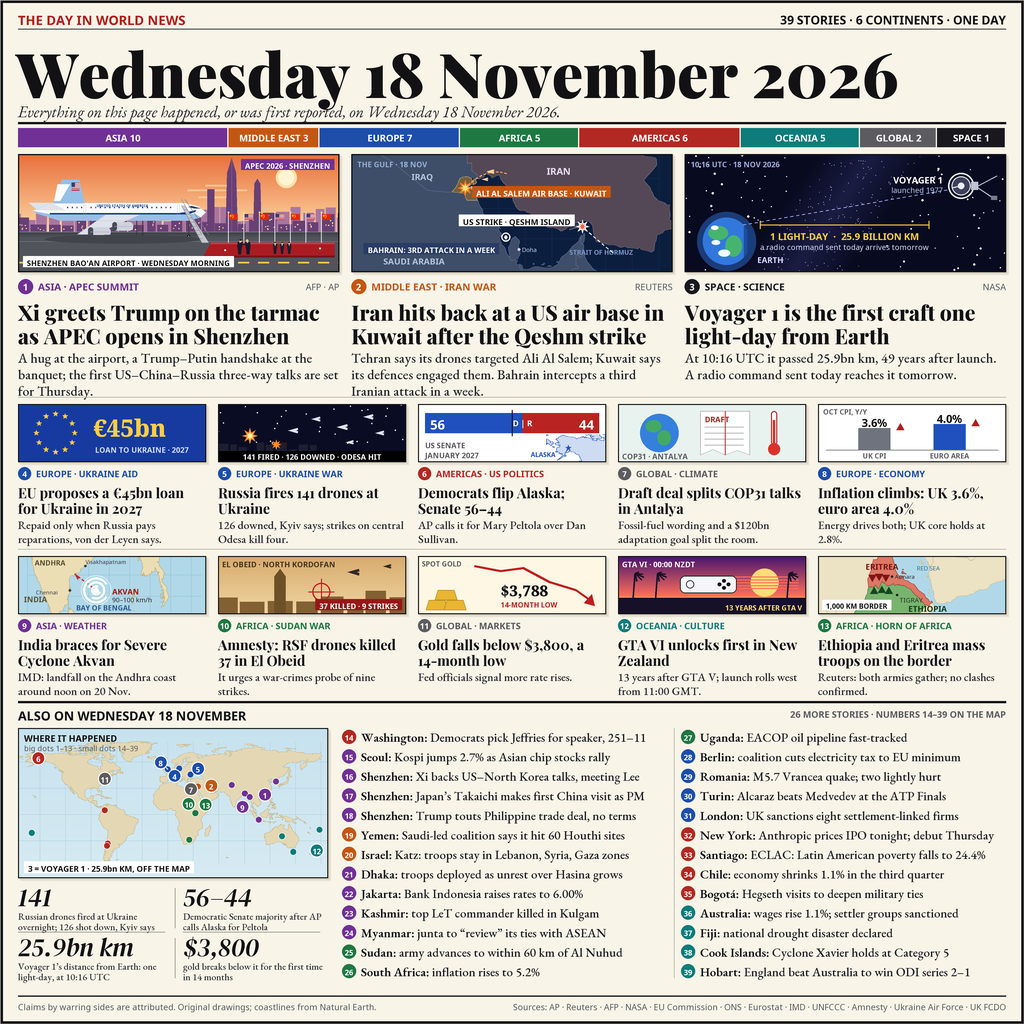 THE DAY IN WORLD NEWS
39 STORIES · 6 CONTINENTS · ONE DAY
Wednesday 18 November 2026
Everything on this page happened, or was first reported, on Wednesday 18 November 2026.
ASIA 10
MIDDLE EAST 3
EUROPE 7
AFRICA 5
AMERICAS 6
OCEANIA 5
GLOBAL 2
SPACE 1
APEC 2026 · SHENZHEN
SHENZHEN BAO'AN AIRPORT · WEDNESDAY MORNING
1 ASIA · APEC SUMMIT
AFP · AP
Xi greets Trump on the tarmac
as APEC opens in Shenzhen
A hug at the airport, a Trump–Putin handshake at the
banquet; the first US–China–Russia three-way talks are set
for Thursday.
THE GULF · 18 NOV
IRAQ
IRAN
ALI AL SALEM AIR BASE · KUWAIT
US STRIKE · QESHM ISLAND
Doha
BAHRAIN: 3RD ATTACK IN A WEEK
STRAIT OF HORMUZ
SAUDI ARABIA
2 MIDDLE EAST · IRAN WAR
REUTERS
Iran hits back at a US air base in
Kuwait after the Qeshm strike
Tehran says its drones targeted Ali Al Salem; Kuwait says
its defences engaged them. Bahrain intercepts a third
Iranian attack in a week.
10:16 UTC · 18 NOV 2026
VOYAGER 1
launched 1977
1 LIGHT-DAY · 25.9 BILLION KM
a radio command sent today arrives tomorrow
EARTH
3 SPACE · SCIENCE
NASA
Voyager 1 is the first craft one
light-day from Earth
At 10:16 UTC it passed 25.9bn km, 49 years after launch.
A radio command sent today reaches it tomorrow.
€45bn
LOAN TO UKRAINE · 2027
4 EUROPE · UKRAINE AID
EU proposes a €45bn loan
for Ukraine in 2027
Repaid only when Russia pays
reparations, von der Leyen says.
141 FIRED · 126 DOWNED · ODESA HIT
5 EUROPE · UKRAINE WAR
Russia fires 141 drones at
Ukraine
126 downed, Kyiv says; strikes on central
Odesa kill four.
56 D R 44
US SENATE
JANUARY 2027
ALASKA
6 AMERICAS · US POLITICS
Democrats flip Alaska;
Senate 56–44
AP calls it for Mary Peltola over Dan
Sullivan.
DRAFT
COP31 · ANTALYA
7 GLOBAL · CLIMATE
Draft deal splits COP31 talks
in Antalya
Fossil-fuel wording and a $120bn
adaptation goal split the room.
OCT CPI, Y/Y
3.6%
4.0%
UK CPI
EURO AREA
8 EUROPE · ECONOMY
Inflation climbs: UK 3.6%,
euro area 4.0%
Energy drives both; UK core holds at
2.8%.
ANDHRA
Visakhapatnam
Chennai
INDIA
AKVAN
90–100 km/h
BAY OF BENGAL
9 ASIA · WEATHER
India braces for Severe
Cyclone Akvan
IMD: landfall on the Andhra coast
around noon on 20 Nov.
EL OBEID · NORTH KORDOFAN
37 KILLED · 9 STRIKES
10 AFRICA · SUDAN WAR
Amnesty: RSF drones killed
37 in El Obeid
It urges a war-crimes probe of nine
strikes.
SPOT GOLD
$3,788
14-MONTH LOW
11 GLOBAL · MARKETS
Gold falls below $3,800, a
14-month low
Fed officials signal more rate rises.
GTA VI · 00:00 NZDT
13 YEARS AFTER GTA V
12 OCEANIA · CULTURE
GTA VI unlocks first in New
Zealand
13 years after GTA V; launch rolls west
from 11:00 GMT.
ERITREA
RED SEA
Asmara
TIGRAY
1,000 KM BORDER
ETHIOPIA
13 AFRICA · HORN OF AFRICA
Ethiopia and Eritrea mass
troops on the border
Reuters: both armies gather; no clashes
confirmed.
ALSO ON WEDNESDAY 18 NOVEMBER
26 MORE STORIES · NUMBERS 14–39 ON THE MAP
WHERE IT HAPPENED
big dots 1–13 · small dots 14–39
6
11
8
4
5
7
2
10
13
9
1
12
3 = VOYAGER 1 · 25.9bn KM, OFF THE MAP
141
Russian drones fired at Ukraine
overnight; 126 shot down, Kyiv says
56–44
Democratic Senate majority after AP
calls Alaska for Peltola
25.9bn km
Voyager 1's distance from Earth: one
light-day, at 10:16 UTC
$3,800
gold breaks below it for the first time
in 14 months
14 Washington: Democrats pick Jeffries for speaker, 251–11
15 Seoul: Kospi jumps 2.7% as Asian chip stocks rally
16 Shenzhen: Xi backs US–North Korea talks, meeting Lee
17 Shenzhen: Japan's Takaichi makes first China visit as PM
18 Shenzhen: Trump touts Philippine trade deal, no terms
19 Yemen: Saudi-led coalition says it hit 60 Houthi sites
20 Israel: Katz: troops stay in Lebanon, Syria, Gaza zones
21 Dhaka: troops deployed as unrest over Hasina grows
22 Jakarta: Bank Indonesia raises rates to 6.00%
23 Kashmir: top LeT commander killed in Kulgam
24 Myanmar: junta to “review” its ties with ASEAN
25 Sudan: army advances to within 60 km of Al Nuhud
26 South Africa: inflation rises to 5.2%
27 Uganda: EACOP oil pipeline fast-tracked
28 Berlin: coalition cuts electricity tax to EU minimum
29 Romania: M5.7 Vrancea quake; two lightly hurt
30 Turin: Alcaraz beats Medvedev at the ATP Finals
31 London: UK sanctions eight settlement-linked firms
32 New York: Anthropic prices IPO tonight; debut Thursday
33 Santiago: ECLAC: Latin American poverty falls to 24.4%
34 Chile: economy shrinks 1.1% in the third quarter
35 Bogotá: Hegseth visits to deepen military ties
36 Australia: wages rise 1.1%; settler groups sanctioned
37 Fiji: national drought disaster declared
38 Cook Islands: Cyclone Xavier holds at Category 5
39 Hobart: England beat Australia to win ODI series 2–1
Claims by warring sides are attributed. Original drawings; coastlines from Natural Earth.
Sources: AP · Reuters · AFP · NASA · EU Commission · ONS · Eurostat · IMD · UNFCCC · Amnesty · Ukraine Air Force · UK FCDO